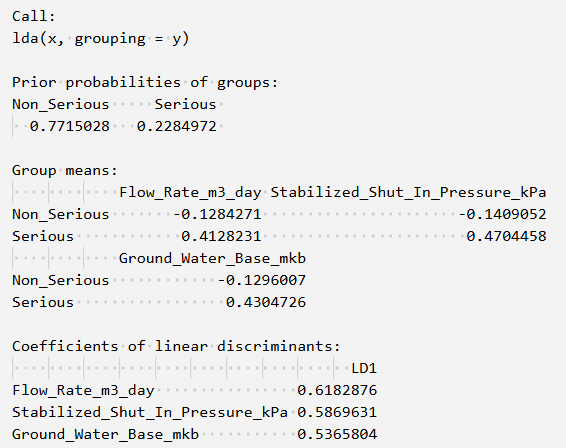 Call:
lda(x, grouping = y)

Prior probabilities of groups:
Non_Serious     Serious
  0.7715028   0.2284972

Group means:
            Flow_Rate_m3_day Stabilized_Shut_In_Pressure_kPa
Non_Serious       -0.1284271                      -0.1409052
Serious            0.4128231                       0.4704458
            Ground_Water_Base_mkb
Non_Serious            -0.1296007
Serious                 0.4304726

Coefficients of linear discriminants:
                                      LD1
Flow_Rate_m3_day                0.6182876
Stabilized_Shut_In_Pressure_kPa 0.5869631
Ground_Water_Base_mkb           0.5365804